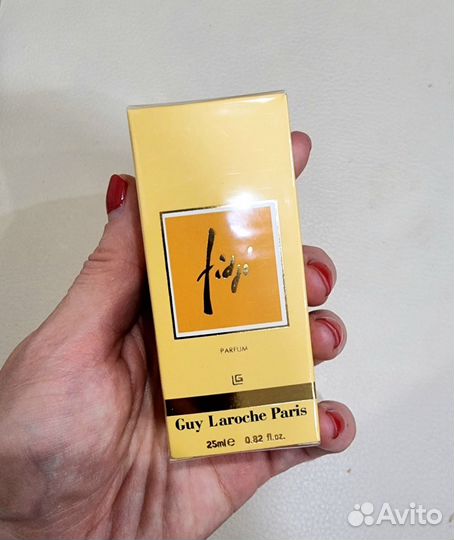 fidji
PARFUM
LG
Guy Laroche Paris
25ml℮ 0.82 fl.oz.
Avito